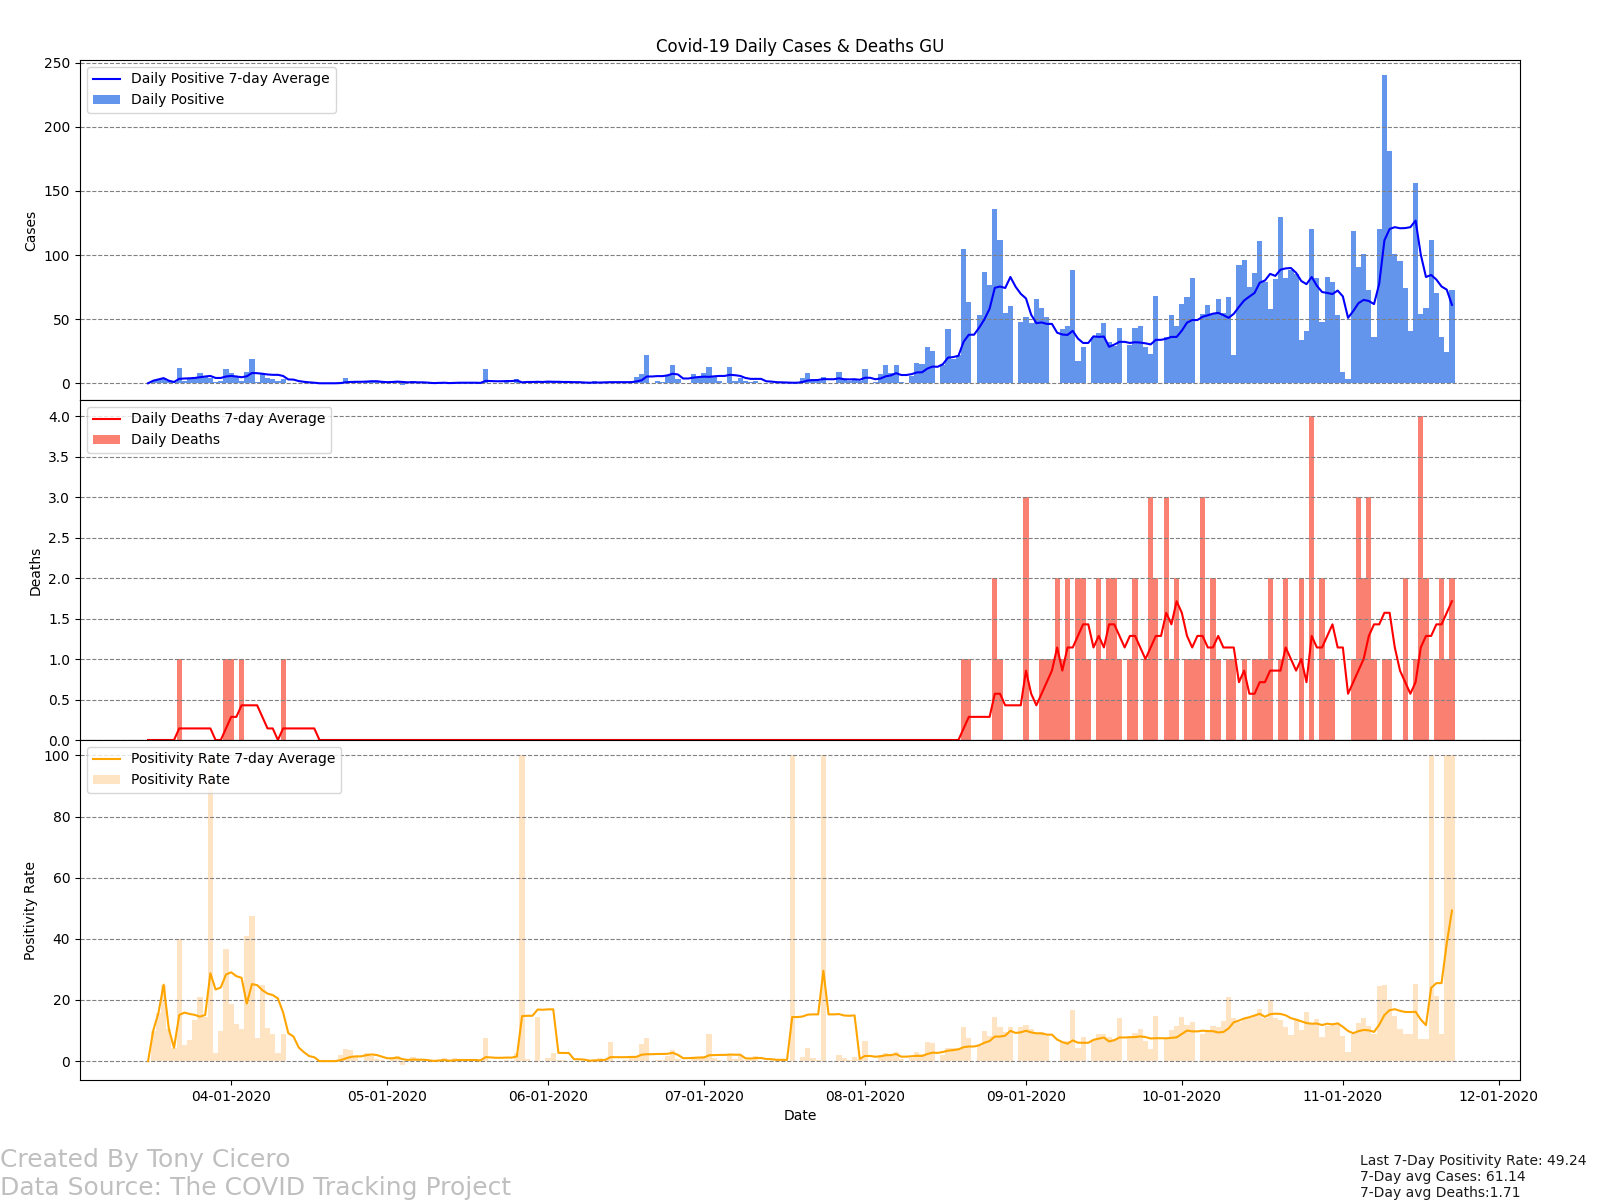 Covid-19 Daily Cases & Deaths GU
250
200
150
100
50
0
Cases
Daily Positive 7-day Average
Daily Positive
4.0
3.5
3.0
2.5
2.0
1.5
1.0
0.5
0.0
Deaths
Daily Deaths 7-day Average
Daily Deaths
100
80
60
40
20
0
Positivity Rate
Positivity Rate 7-day Average
Positivity Rate
04-01-2020 05-01-2020 06-01-2020 07-01-2020 08-01-2020 09-01-2020 10-01-2020 11-01-2020 12-01-2020
Date
Created By Tony Cicero
Data Source: The COVID Tracking Project
Last 7-Day Positivity Rate: 49.24
7-Day avg Cases: 61.14
7-Day avg Deaths:1.71